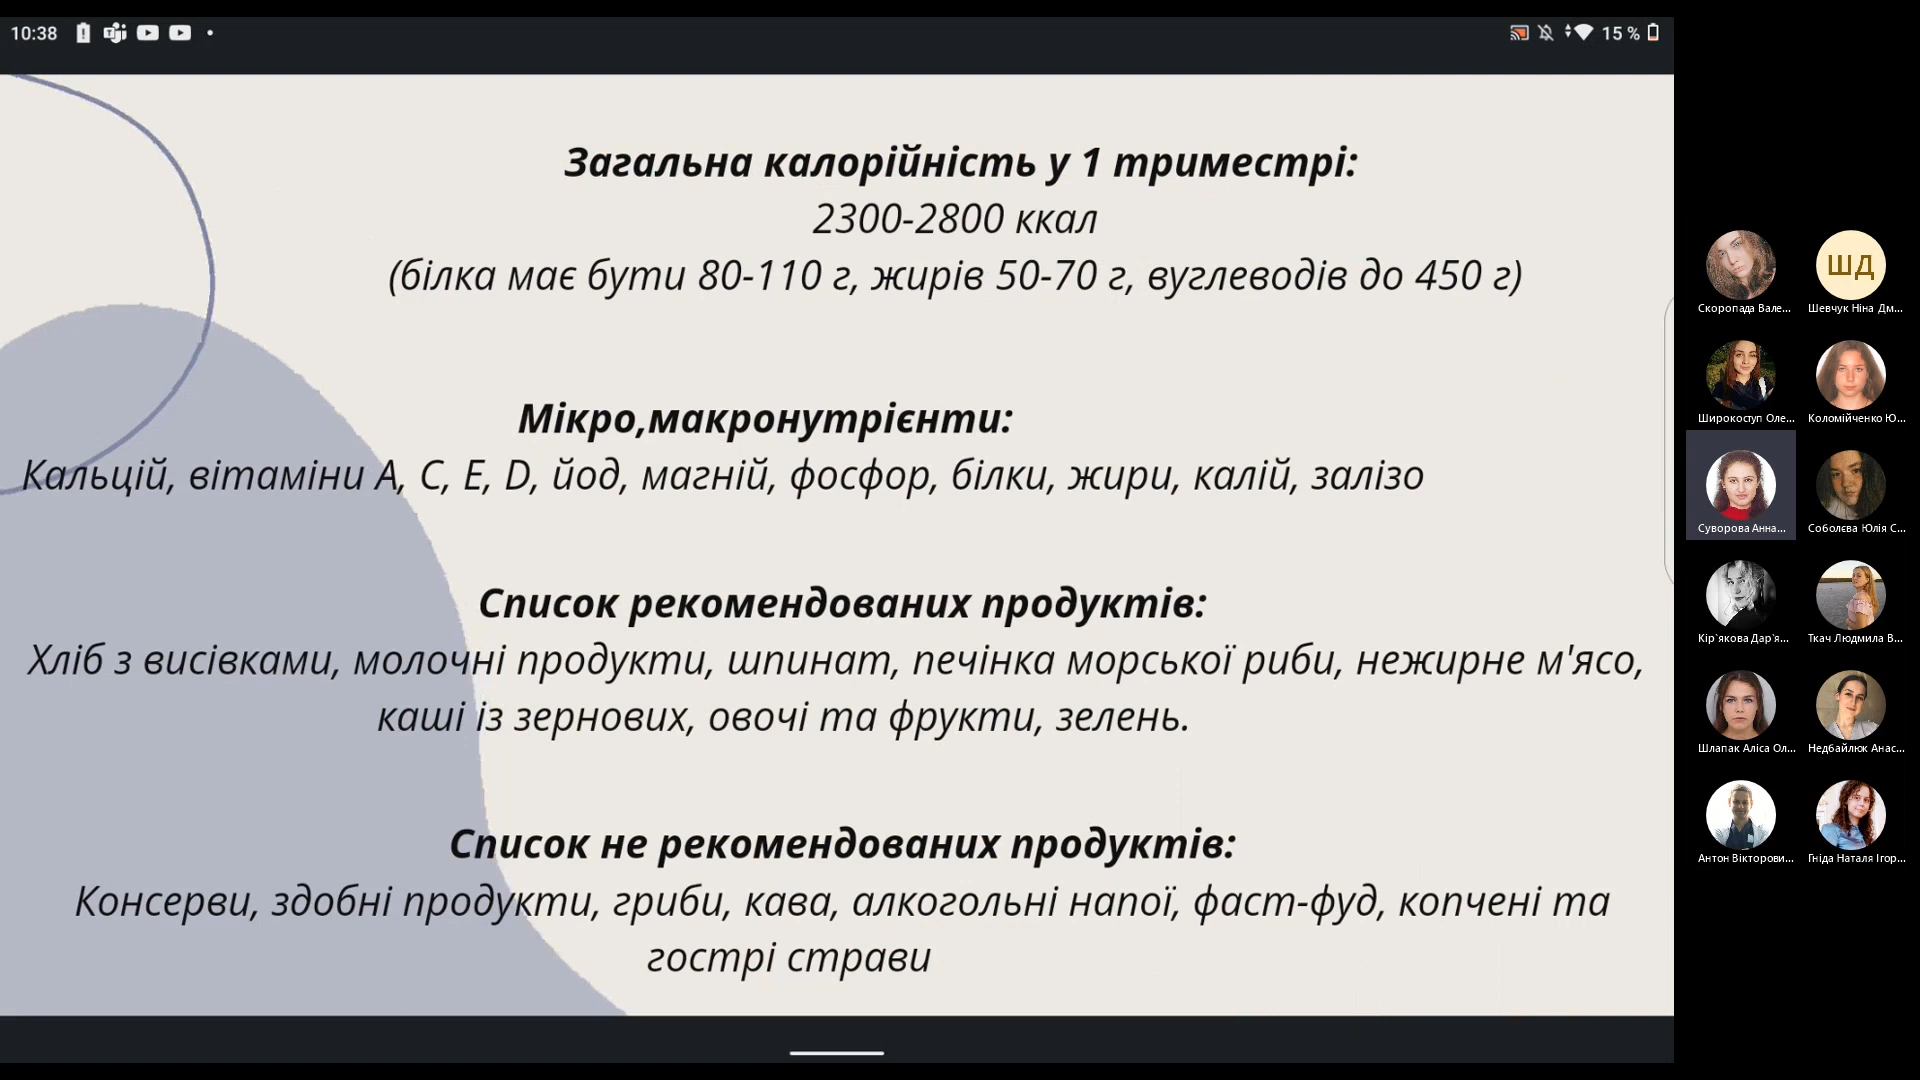 10:38
15 %
Загальна калорійність у 1 триместрі:
2300-2800 ккал
(білка має бути 80-110 г, жирів 50-70 г, вуглеводів до 450 г)
Мікро,макронутрієнти:
Кальцій, вітаміни А, С, Е, D, йод, магній, фосфор, білки, жири, калій, залізо
Список рекомендованих продуктів:
Хліб з висівками, молочні продукти, шпинат, печінка морської риби, нежирне м'ясо,
каші із зернових, овочі та фрукти, зелень.
Список не рекомендованих продуктів:
Консерви, здобні продукти, гриби, кава, алкогольні напої, фаст-фуд, копчені та
гострі страви
ШД
Скоропада Вале...
Шевчук Ніна Дм...
Широкоступ Оле...
Коломійченко Ю...
Суворова Анна...
Соболєва Юлія С...
Кір`якова Дар'я...
Ткач Людмила В...
Шлапак Аліса Ол...
Недбайлюк Анас...
Антон Вікторови...
Гніда Наталя Ігор...